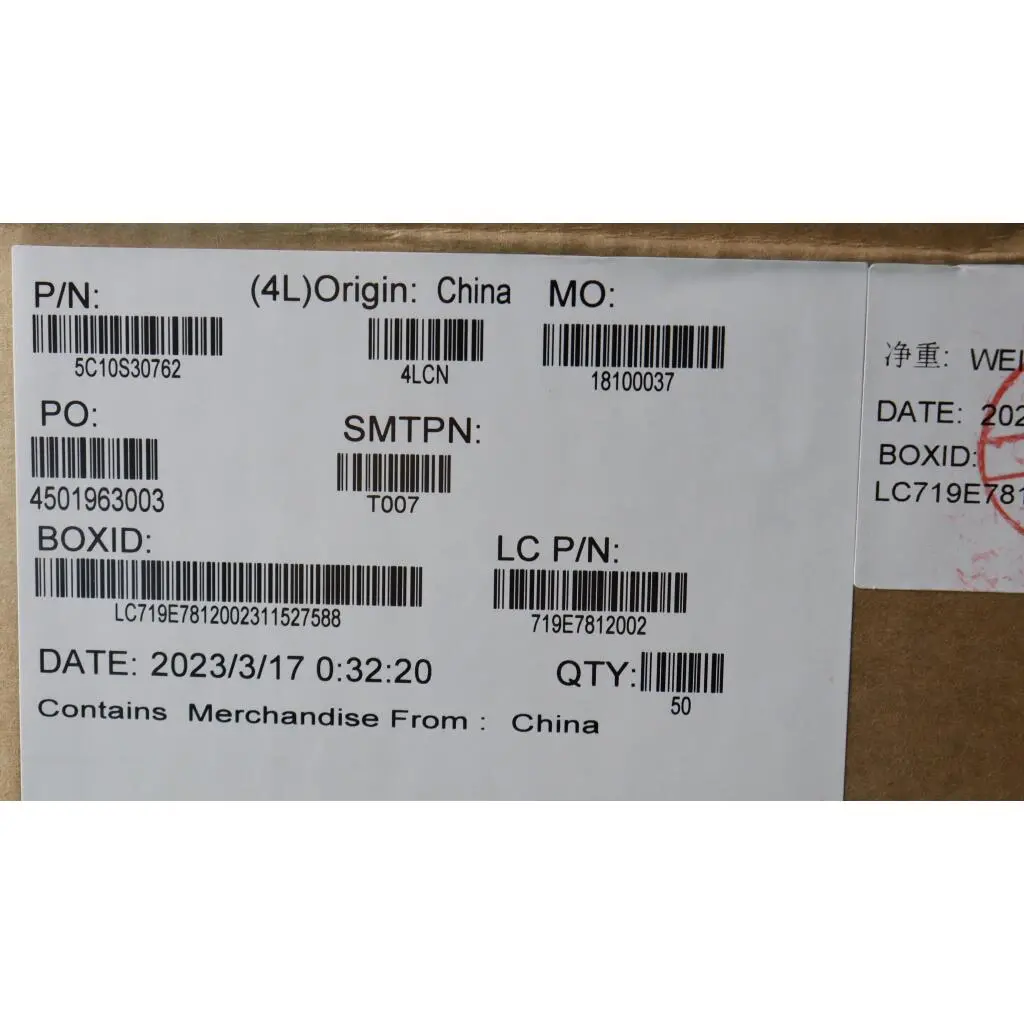 P/N: (4L)Origin: China MO:
5C10S30762 4LCN 18100037
PO: SMTPN:
4501963003 T007
BOXID: LC P/N:
LC719E7812002311527588 719E7812002
DATE: 2023/3/17 0:32:20 QTY:
50
Contains Merchandise From : China
净重: WEI
DATE: 202
BOXID:
LC719E781